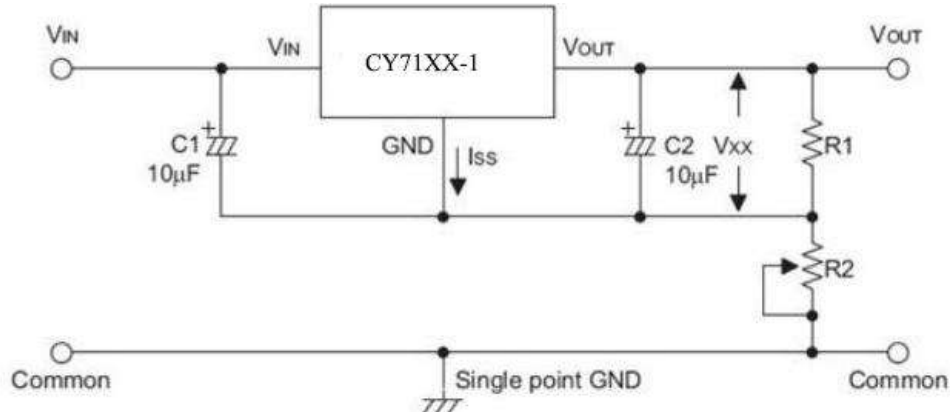 VIN
VIN
CY71XX-1
VOUT
VOUT
GND
ISS
C1
10μF
C2
10μF
VXX
R1
R2
Common
Single point GND
Common